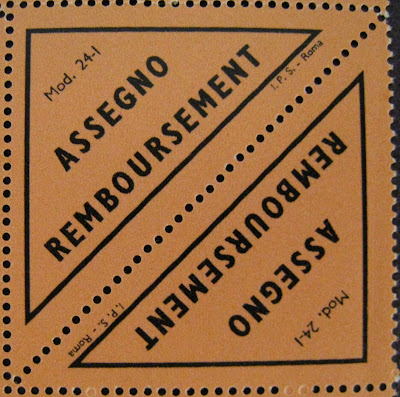 Mod. 24-I
ASSEGNO
REMBOURSEMENT
I. P. S. - Roma
Mod. 24-I
ASSEGNO
REMBOURSEMENT
I. P. S. - Roma